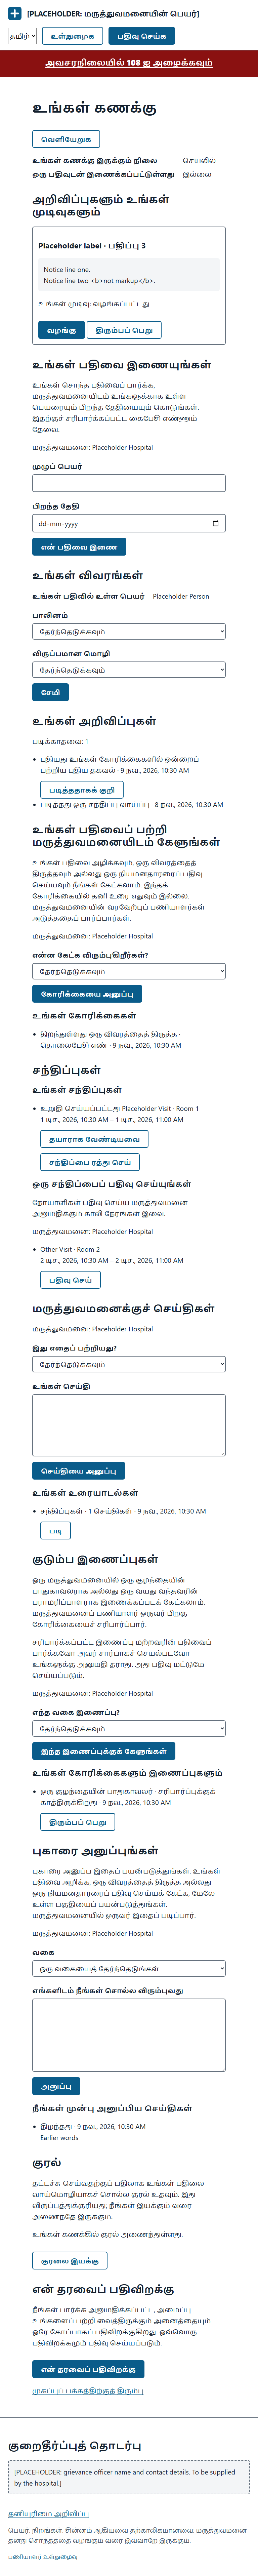 [PLACEHOLDER: மருத்துவமனையின் பெயர்]
தமிழ்
உள்நுழைக
பதிவு செய்க
அவசரநிலையில் 108 ஐ அழைக்கவும்
உங்கள் கணக்கு
வெளியேறுக
உங்கள் கணக்கு இருக்கும் நிலை செயலில்
ஒரு பதிவுடன் இணைக்கப்பட்டுள்ளது இல்லை
அறிவிப்புகளும் உங்கள்
முடிவுகளும்
Placeholder label · பதிப்பு 3
Notice line one.
Notice line two <b>not markup</b>.
உங்கள் முடிவு: வழங்கப்பட்டது
வழங்கு
திரும்பப் பெறு
உங்கள் பதிவை இணையுங்கள்
உங்கள் சொந்த பதிவைப் பார்க்க,
மருத்துவமனையிடம் உங்களுக்காக உள்ள
பெயரையும் பிறந்த தேதியையும் கொடுங்கள்.
இதற்குச் சரிபார்க்கப்பட்ட கைபேசி எண்ணும்
தேவை.
மருத்துவமனை: Placeholder Hospital
முழுப் பெயர்
பிறந்த தேதி
dd-mm-yyyy
என் பதிவை இணை
உங்கள் விவரங்கள்
உங்கள் பதிவில் உள்ள பெயர் Placeholder Person
பாலினம்
தேர்ந்தெடுக்கவும்
விருப்பமான மொழி
தேர்ந்தெடுக்கவும்
சேமி
உங்கள் அறிவிப்புகள்
படிக்காதவை: 1
புதியது உங்கள் கோரிக்கைகளில் ஒன்றைப்
பற்றிய புதிய தகவல் · 9 நவ., 2026, 10:30 AM
படித்ததாகக் குறி
படித்தது ஒரு சந்திப்பு வாய்ப்பு · 8 நவ., 2026, 10:30 AM
உங்கள் பதிவைப் பற்றி
மருத்துவமனையிடம் கேளுங்கள்
உங்கள் பதிவை அழிக்கவும், ஒரு விவரத்தைத்
திருத்தவும் அல்லது ஒரு நியமனதாரரைப் பதிவு
செய்யவும் நீங்கள் கேட்கலாம். இந்தக்
கோரிக்கையில் தனி உரை எதுவும் இல்லை.
மருத்துவமனையின் வரவேற்புப் பணியாளர்கள்
அடுத்ததைப் பார்ப்பார்கள்.
மருத்துவமனை: Placeholder Hospital
என்ன கேட்க விரும்புகிறீர்கள்?
தேர்ந்தெடுக்கவும்
கோரிக்கையை அனுப்பு
உங்கள் கோரிக்கைகள்
திறந்துள்ளது ஒரு விவரத்தைத் திருத்த ·
தொலைபேசி எண் · 9 நவ., 2026, 10:30 AM
சந்திப்புகள்
உங்கள் சந்திப்புகள்
உறுதி செய்யப்பட்டது Placeholder Visit · Room 1
1 டிச., 2026, 10:30 AM – 1 டிச., 2026, 11:00 AM
தயாராக வேண்டியவை
சந்திப்பை ரத்து செய்
ஒரு சந்திப்பைப் பதிவு செய்யுங்கள்
நோயாளிகள் பதிவு செய்ய மருத்துவமனை
அனுமதிக்கும் காலி நேரங்கள் இவை.
மருத்துவமனை: Placeholder Hospital
Other Visit · Room 2
2 டிச., 2026, 10:30 AM – 2 டிச., 2026, 11:00 AM
பதிவு செய்
மருத்துவமனைக்குச் செய்திகள்
மருத்துவமனை: Placeholder Hospital
இது எதைப் பற்றியது?
தேர்ந்தெடுக்கவும்
உங்கள் செய்தி
செய்தியை அனுப்பு
உங்கள் உரையாடல்கள்
சந்திப்புகள் · 1 செய்திகள் · 9 நவ., 2026, 10:30 AM
படி
குடும்ப இணைப்புகள்
ஒரு மருத்துவமனையில் ஒரு குழந்தையின்
பாதுகாவலராக அல்லது ஒரு வயது வந்தவரின்
பராமரிப்பாளராக இணைக்கப்படக் கேட்கலாம்.
மருத்துவமனைப் பணியாளர் ஒருவர் பிறகு
கோரிக்கையைச் சரிபார்ப்பார்.
சரிபார்க்கப்பட்ட இணைப்பு மற்றவரின் பதிவைப்
பார்க்கவோ அவர் சார்பாகச் செயல்படவோ
உங்களுக்கு அனுமதி தராது. அது பதிவு மட்டுமே
செய்யப்படும்.
மருத்துவமனை: Placeholder Hospital
எந்த வகை இணைப்பு?
தேர்ந்தெடுக்கவும்
இந்த இணைப்புக்குக் கேளுங்கள்
உங்கள் கோரிக்கைகளும் இணைப்புகளும்
ஒரு குழந்தையின் பாதுகாவலர் · சரிபார்ப்புக்குக்
காத்திருக்கிறது · 9 நவ., 2026, 10:30 AM
திரும்பப் பெறு
புகாரை அனுப்புங்கள்
புகாரை அனுப்ப இதைப் பயன்படுத்துங்கள். உங்கள்
பதிவை அழிக்க, ஒரு விவரத்தைத் திருத்த அல்லது
ஒரு நியமனதாரரைப் பதிவு செய்யக் கேட்க, மேலே
உள்ள பகுதியைப் பயன்படுத்துங்கள்.
மருத்துவமனையில் ஒருவர் இதைப் படிப்பார்.
மருத்துவமனை: Placeholder Hospital
வகை
ஒரு வகையைத் தேர்ந்தெடுங்கள்
எங்களிடம் நீங்கள் சொல்ல விரும்புவது
அனுப்பு
நீங்கள் முன்பு அனுப்பிய செய்திகள்
திறந்தது · 9 நவ., 2026, 10:30 AM
Earlier words
குரல்
தட்டச்சு செய்வதற்குப் பதிலாக உங்கள் பதிலை
வாய்மொழியாகச் சொல்ல குரல் உதவும். இது
விருப்பத்துக்குரியது; நீங்கள் இயக்கும் வரை
அணைந்தே இருக்கும்.
உங்கள் கணக்கில் குரல் அணைந்துள்ளது.
குரலை இயக்கு
என் தரவைப் பதிவிறக்கு
நீங்கள் பார்க்க அனுமதிக்கப்பட்ட, அமைப்பு
உங்களைப் பற்றி வைத்திருக்கும் அனைத்தையும்
ஒரே கோப்பாகப் பதிவிறக்குகிறது. ஒவ்வொரு
பதிவிறக்கமும் பதிவு செய்யப்படும்.
என் தரவைப் பதிவிறக்கு
முகப்புப் பக்கத்திற்குத் திரும்பு
குறைதீர்ப்புத் தொடர்பு
[PLACEHOLDER: grievance officer name and contact details. To be supplied
by the hospital.]
தனியுரிமை அறிவிப்பு
பெயர், நிறங்கள், சின்னம் ஆகியவை தற்காலிகமானவை; மருத்துவமனை
தனது சொந்தத்தை வழங்கும் வரை இவ்வாறே இருக்கும்.
பணியாளர் உள்நுழைவு